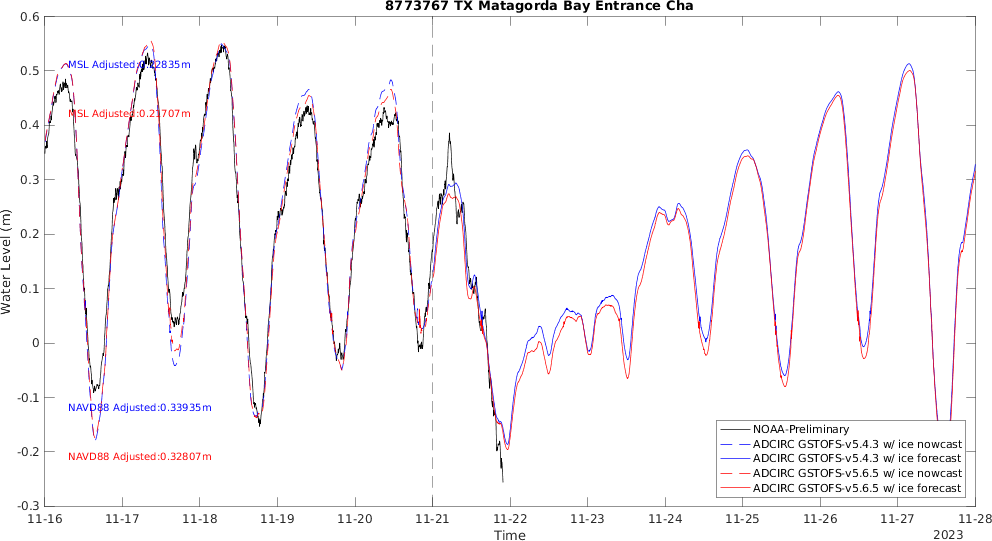 8773767 TX Matagorda Bay Entrance Cha
Water Level (m)
0.6
0.5
0.4
0.3
0.2
0.1
0
-0.1
-0.2
-0.3
MSL Adjusted:0.22835m
MSL Adjusted:0.21707m
NAVD88 Adjusted:0.33935m
NAVD88 Adjusted:0.32807m
NOAA-Preliminary
ADCIRC GSTOFS-v5.4.3 w/ ice nowcast
ADCIRC GSTOFS-v5.4.3 w/ ice forecast
ADCIRC GSTOFS-v5.6.5 w/ ice nowcast
ADCIRC GSTOFS-v5.6.5 w/ ice forecast
11-16 11-17 11-18 11-19 11-20 11-21 11-22 11-23 11-24 11-25 11-26 11-27 11-28
Time
2023